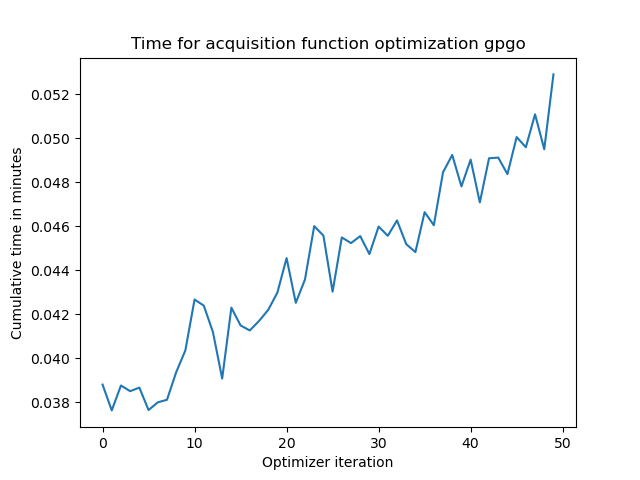 Time for acquisition function optimization gpgo
Cumulative time in minutes
0.052
0.050
0.048
0.046
0.044
0.042
0.040
0.038
0 10 20 30 40 50
Optimizer iteration